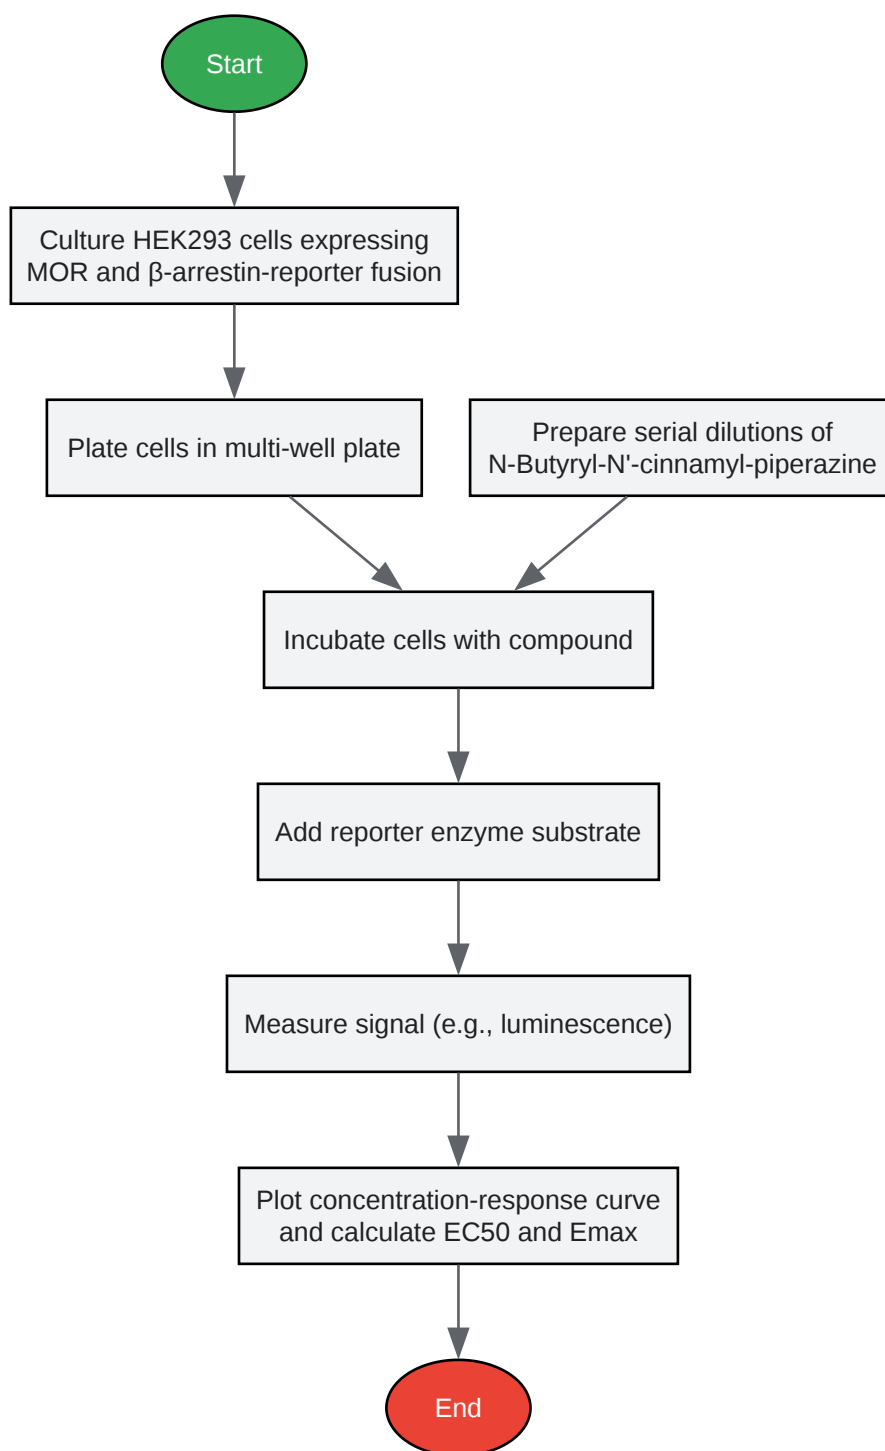 Start
Culture HEK293 cells expressing
MOR and β-arrestin-reporter fusion
Plate cells in multi-well plate
Prepare serial dilutions of
N-Butyryl-N'-cinnamyl-piperazine
Incubate cells with compound
Add reporter enzyme substrate
Measure signal (e.g., luminescence)
Plot concentration-response curve
and calculate EC50 and Emax
End